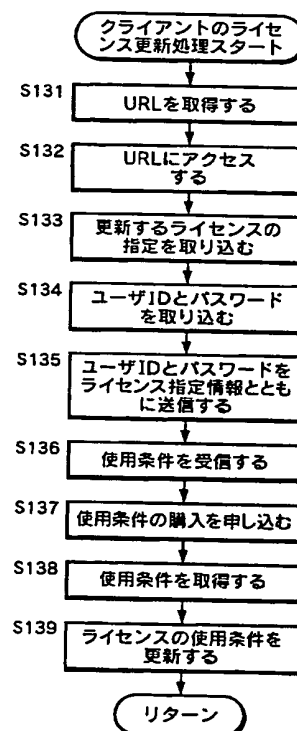 クライアントのライセ
ンス更新処理スタート
S131
URLを取得する
S132
URLにアクセス
する
S133
更新するライセンスの
指定を取り込む
S134
ユーザIDとパスワード
を取り込む
S135
ユーザIDとパスワードを
ライセンス指定情報ととも
に送信する
S136
使用条件を受信する
S137
使用条件の購入を申し込む
S138
使用条件を取得する
S139
ライセンスの使用条件を
更新する
リターン